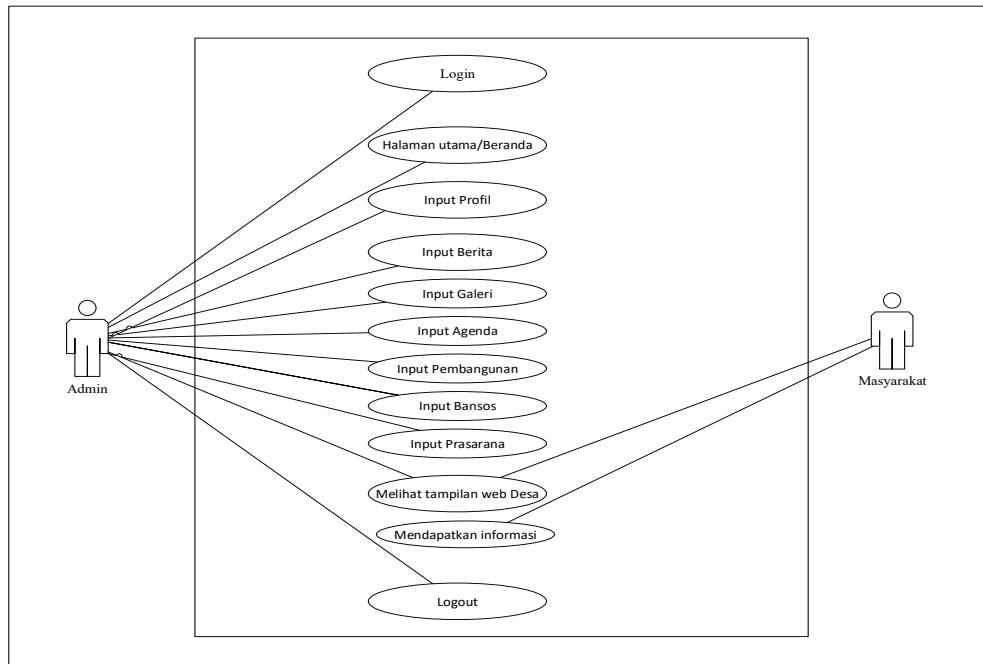 Login
Halaman utama/Beranda
Input Profil
Input Berita
Input Galeri
Input Agenda
Input Pembangunan
Admin
Masyarakat
Input Bansos
Input Prasarana
Melihat tampilan web Desa
Mendapatkan informasi
Logout